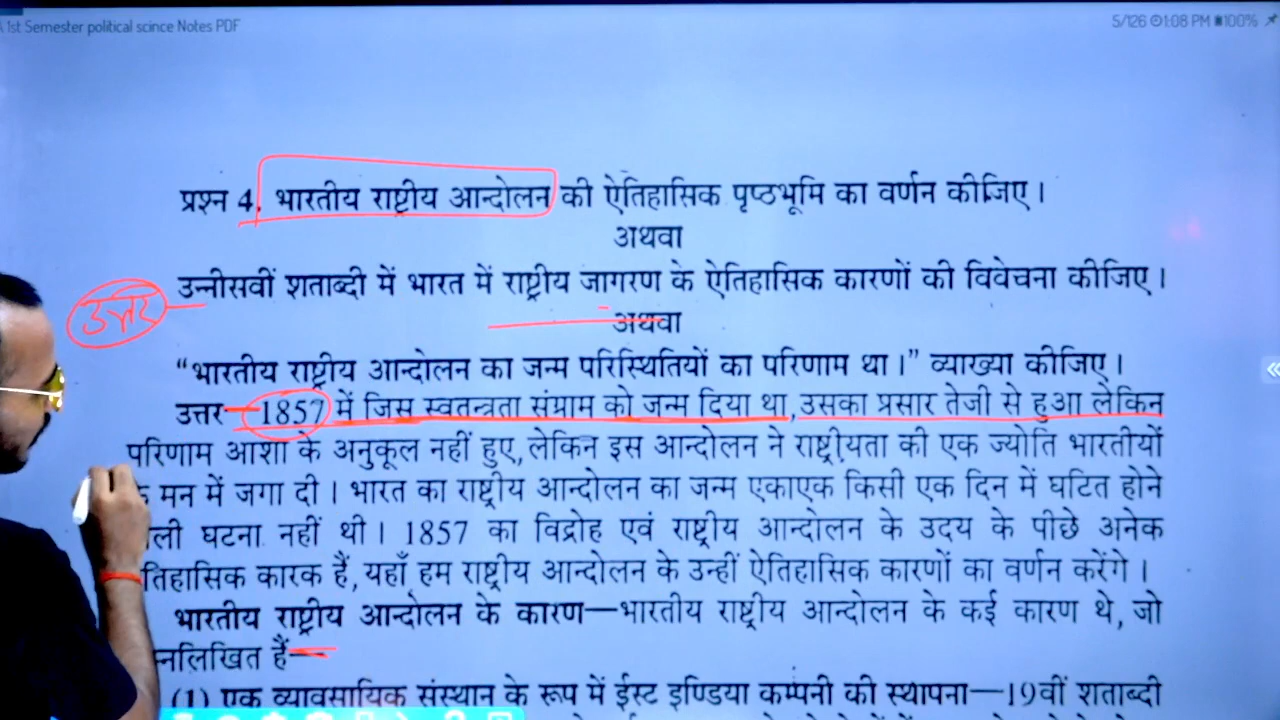 1st Semester political scince Notes PDF
5/126 1:08 PM 100%
प्रश्न 4. भारतीय राष्ट्रीय आन्दोलन की ऐतिहासिक पृष्ठभूमि का वर्णन कीजिए।
अथवा
उन्नीसवीं शताब्दी में भारत में राष्ट्रीय जागरण के ऐतिहासिक कारणों की विवेचना कीजिए।
उत्तर
अथवा
“भारतीय राष्ट्रीय आन्दोलन का जन्म परिस्थितियों का परिणाम था।” व्याख्या कीजिए।
उत्तर—1857 में जिस स्वतन्त्रता संग्राम को जन्म दिया था, उसका प्रसार तेजी से हुआ लेकिन
परिणाम आशा के अनुकूल नहीं हुए, लेकिन इस आन्दोलन ने राष्ट्रीयता की एक ज्योति भारतीयों
मन में जगा दी। भारत का राष्ट्रीय आन्दोलन का जन्म एकाएक किसी एक दिन में घटित होने
ली घटना नहीं थी। 1857 का विद्रोह एवं राष्ट्रीय आन्दोलन के उदय के पीछे अनेक
तिहासिक कारक हैं, यहाँ हम राष्ट्रीय आन्दोलन के उन्हीं ऐतिहासिक कारणों का वर्णन करेंगे।
भारतीय राष्ट्रीय आन्दोलन के कारण—भारतीय राष्ट्रीय आन्दोलन के कई कारण थे, जो
नलिखित हैं—
(1) एक व्यावसायिक संस्थान के रूप में ईस्ट इण्डिया कम्पनी की स्थापना—19वीं शताब्दी